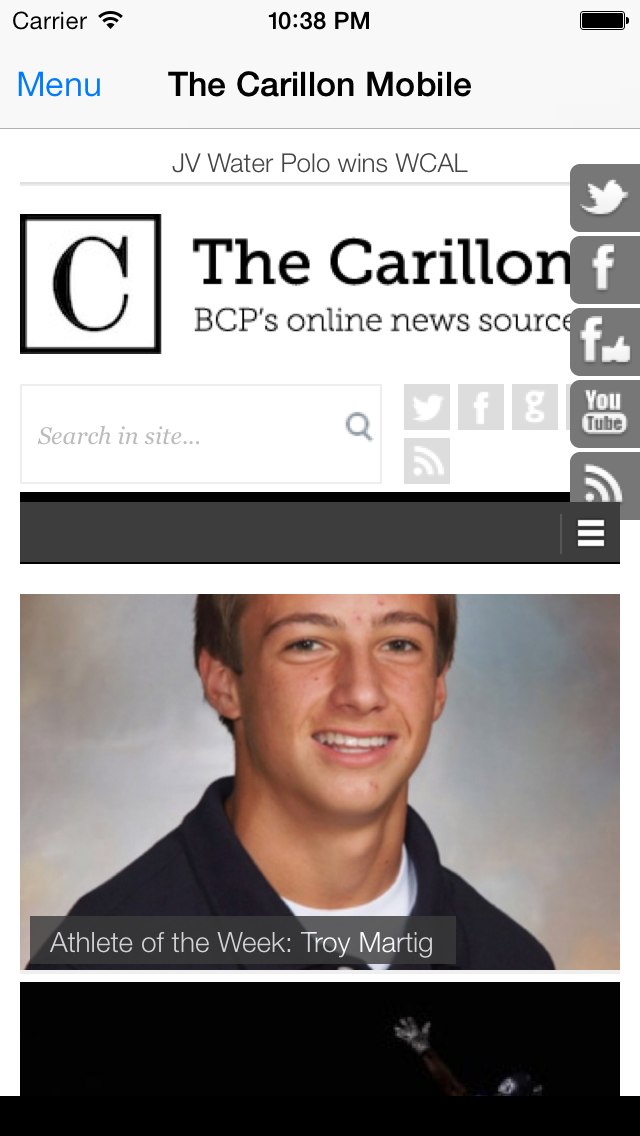 Carrier 10:38 PM
Menu The Carillon Mobile
JV Water Polo wins WCAL
C The Carillon
BCP's online news source
Search in site...
You
Tube
Athlete of the Week: Troy Martig